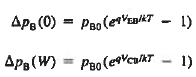 Δp_B(0) = p_B0(e^{qV_EB/kT} − 1)
Δp_B(W) = p_B0(e^{qV_CB/kT} − 1)